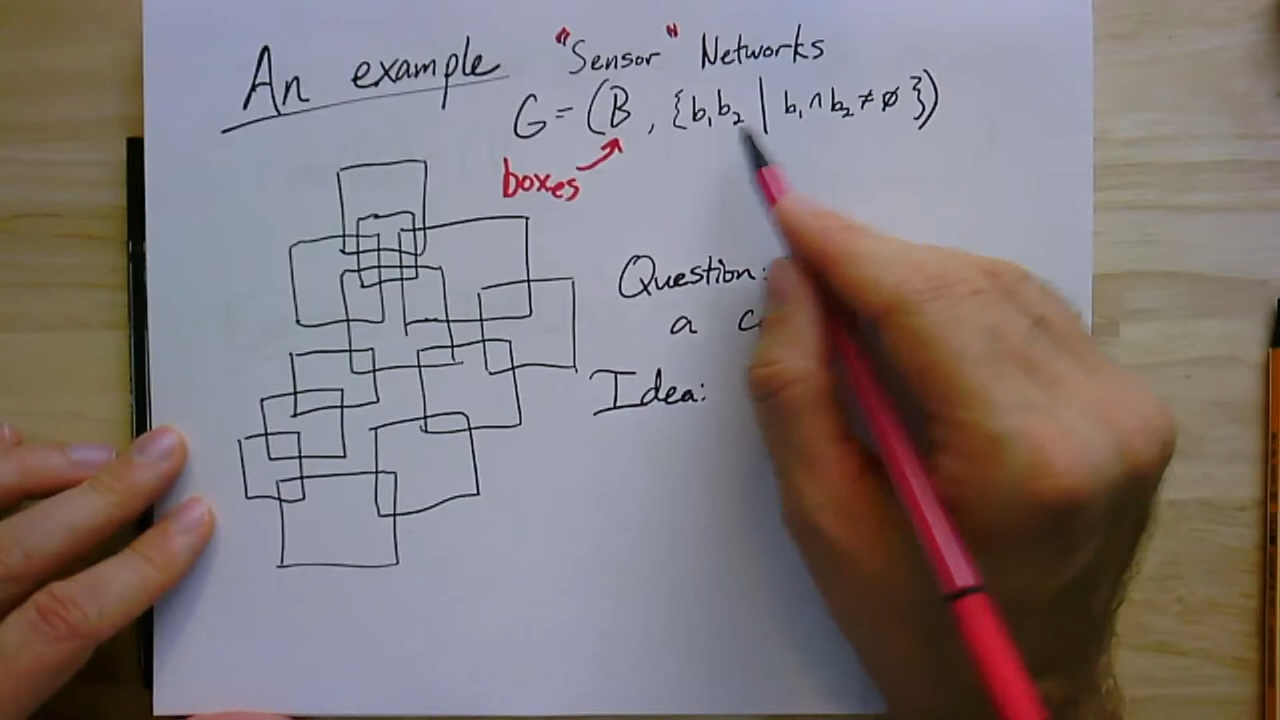 An example "Sensor" Networks
G = (B, {b₁b₂ | b₁ ∩ b₂ ≠ ∅})
boxes
Question:
a
Idea: